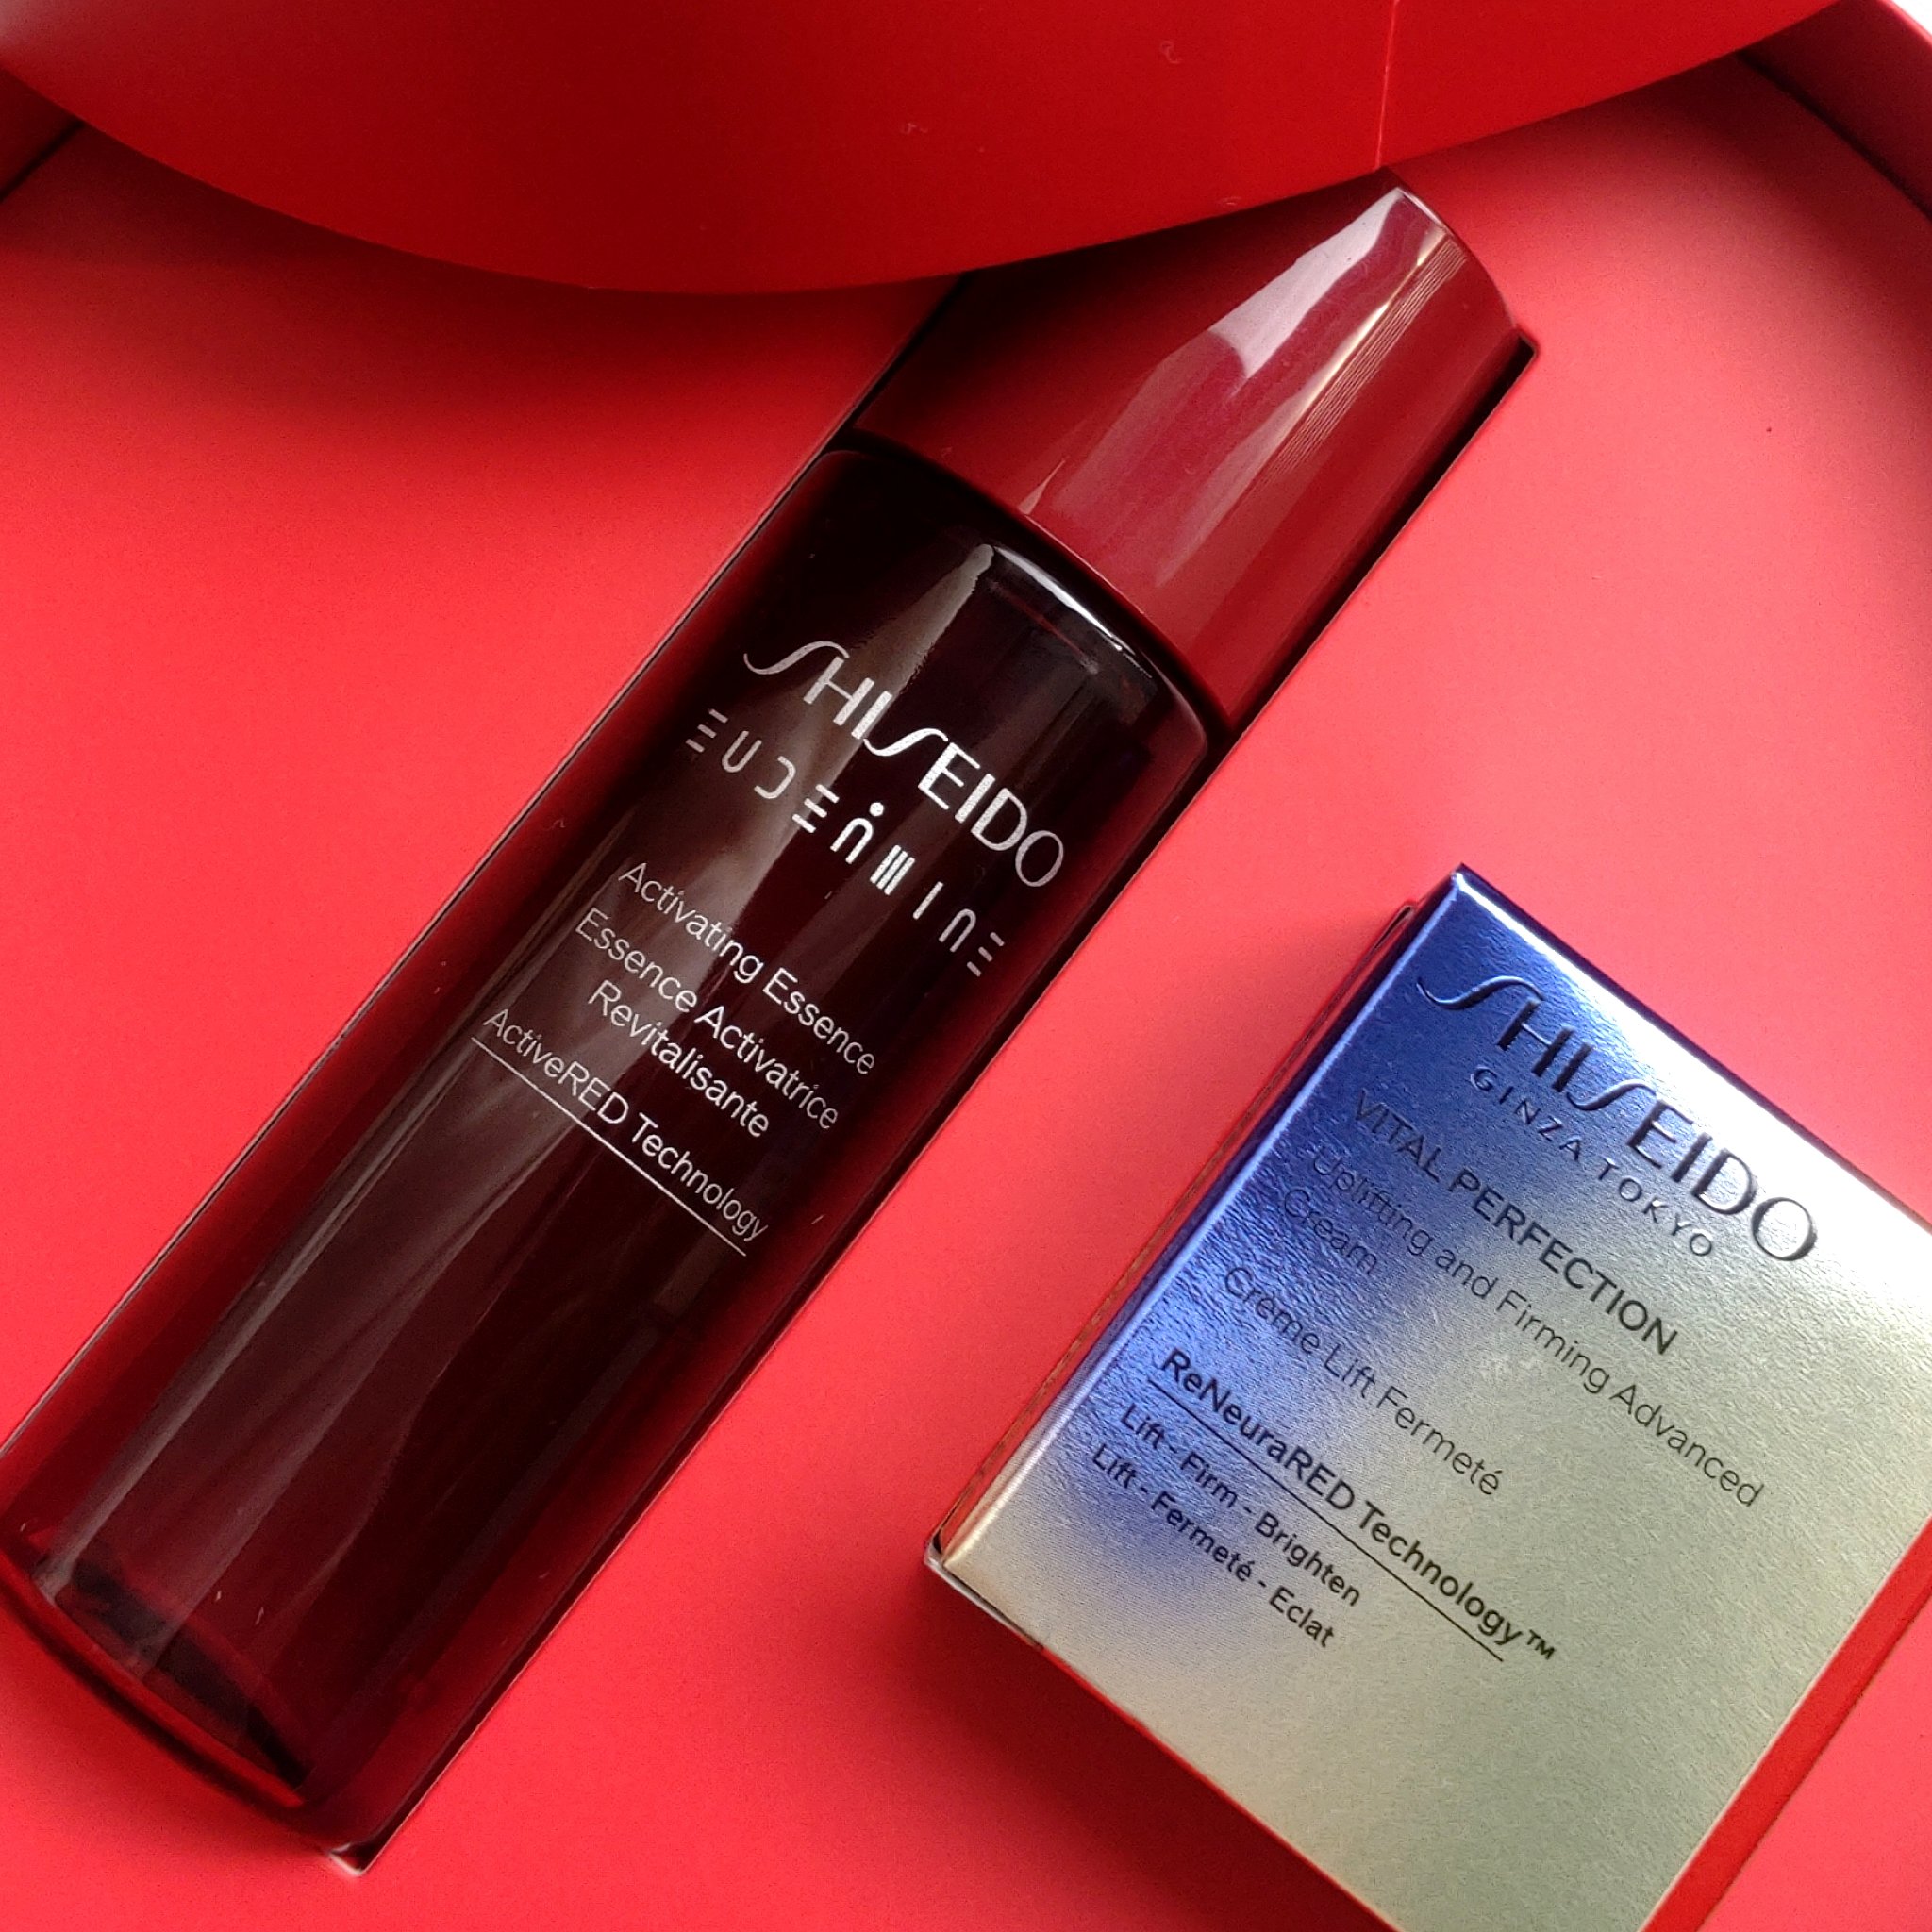 SHISEIDO
EUDERMINE
Activating Essence
Essence Activatrice
Revitalisante
ActiveRED Technology
SHISEIDO
GINZA TOKYO
VITAL PERFECTION
Uplifting and Firming Advanced
Cream
Crème Lift Fermeté
ReNeuraRED Technology™
Lift - Firm - Brighten
Lift - Fermeté - Eclat